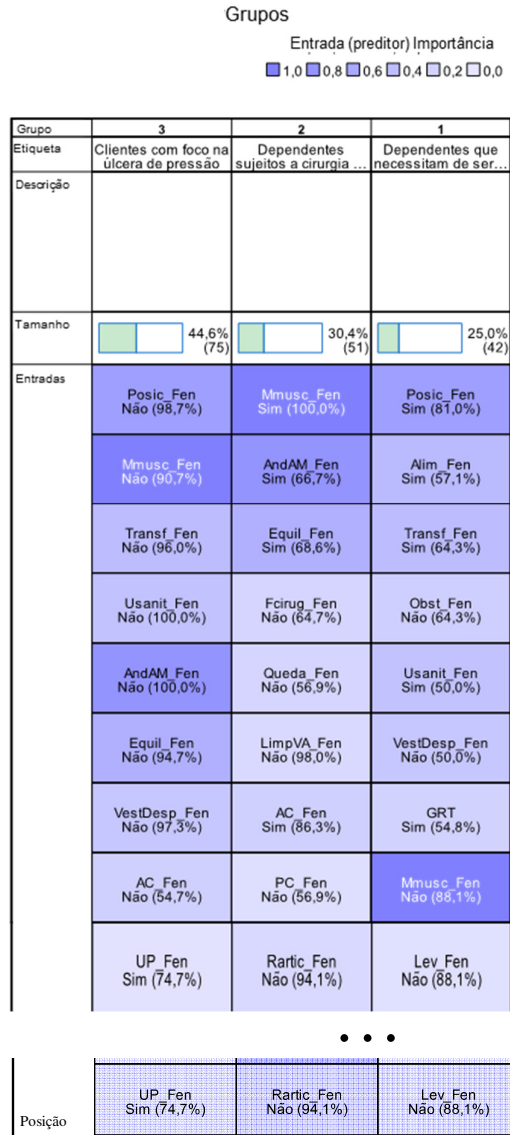 Grupos
Entrada (preditor) Importância
1,0 0,8 0,6 0,4 0,2 0,0
Grupo 3 2 1
Etiqueta Clientes com foco na Dependentes Dependentes que
úlcera de pressão sujeitos a cirurgia ... necessitam de ser...
Descrição
Tamanho 44,6% 30,4% 25,0%
(75) (51) (42)
Entradas Posic_Fen Mmusc_Fen Posic_Fen
Não (98,7%) Sim (100,0%) Sim (81,0%)
Mmusc_Fen AndAM_Fen Alim_Fen
Não (90,7%) Sim (66,7%) Sim (57,1%)
Transf_Fen Equil_Fen Transf_Fen
Não (96,0%) Sim (68,6%) Sim (64,3%)
Usanit_Fen Fcirug_Fen Obst_Fen
Não (100,0%) Não (64,7%) Não (64,3%)
AndAM_Fen Queda_Fen Usanit_Fen
Não (100,0%) Não (56,9%) Sim (50,0%)
Equil_Fen LimpVA_Fen VestDesp_Fen
Não (94,7%) Não (98,0%) Não (50,0%)
VestDesp_Fen AC_Fen GRT
Não (97,3%) Sim (86,3%) Sim (54,8%)
AC_Fen PC_Fen Mmusc_Fen
Não (54,7%) Não (56,9%) Não (88,1%)
UP_Fen Rartic_Fen Lev_Fen
Sim (74,7%) Não (94,1%) Não (88,1%)
• • •
UP_Fen Rartic_Fen Lev_Fen
Sim (74,7%) Não (94,1%) Não (88,1%)
Posição